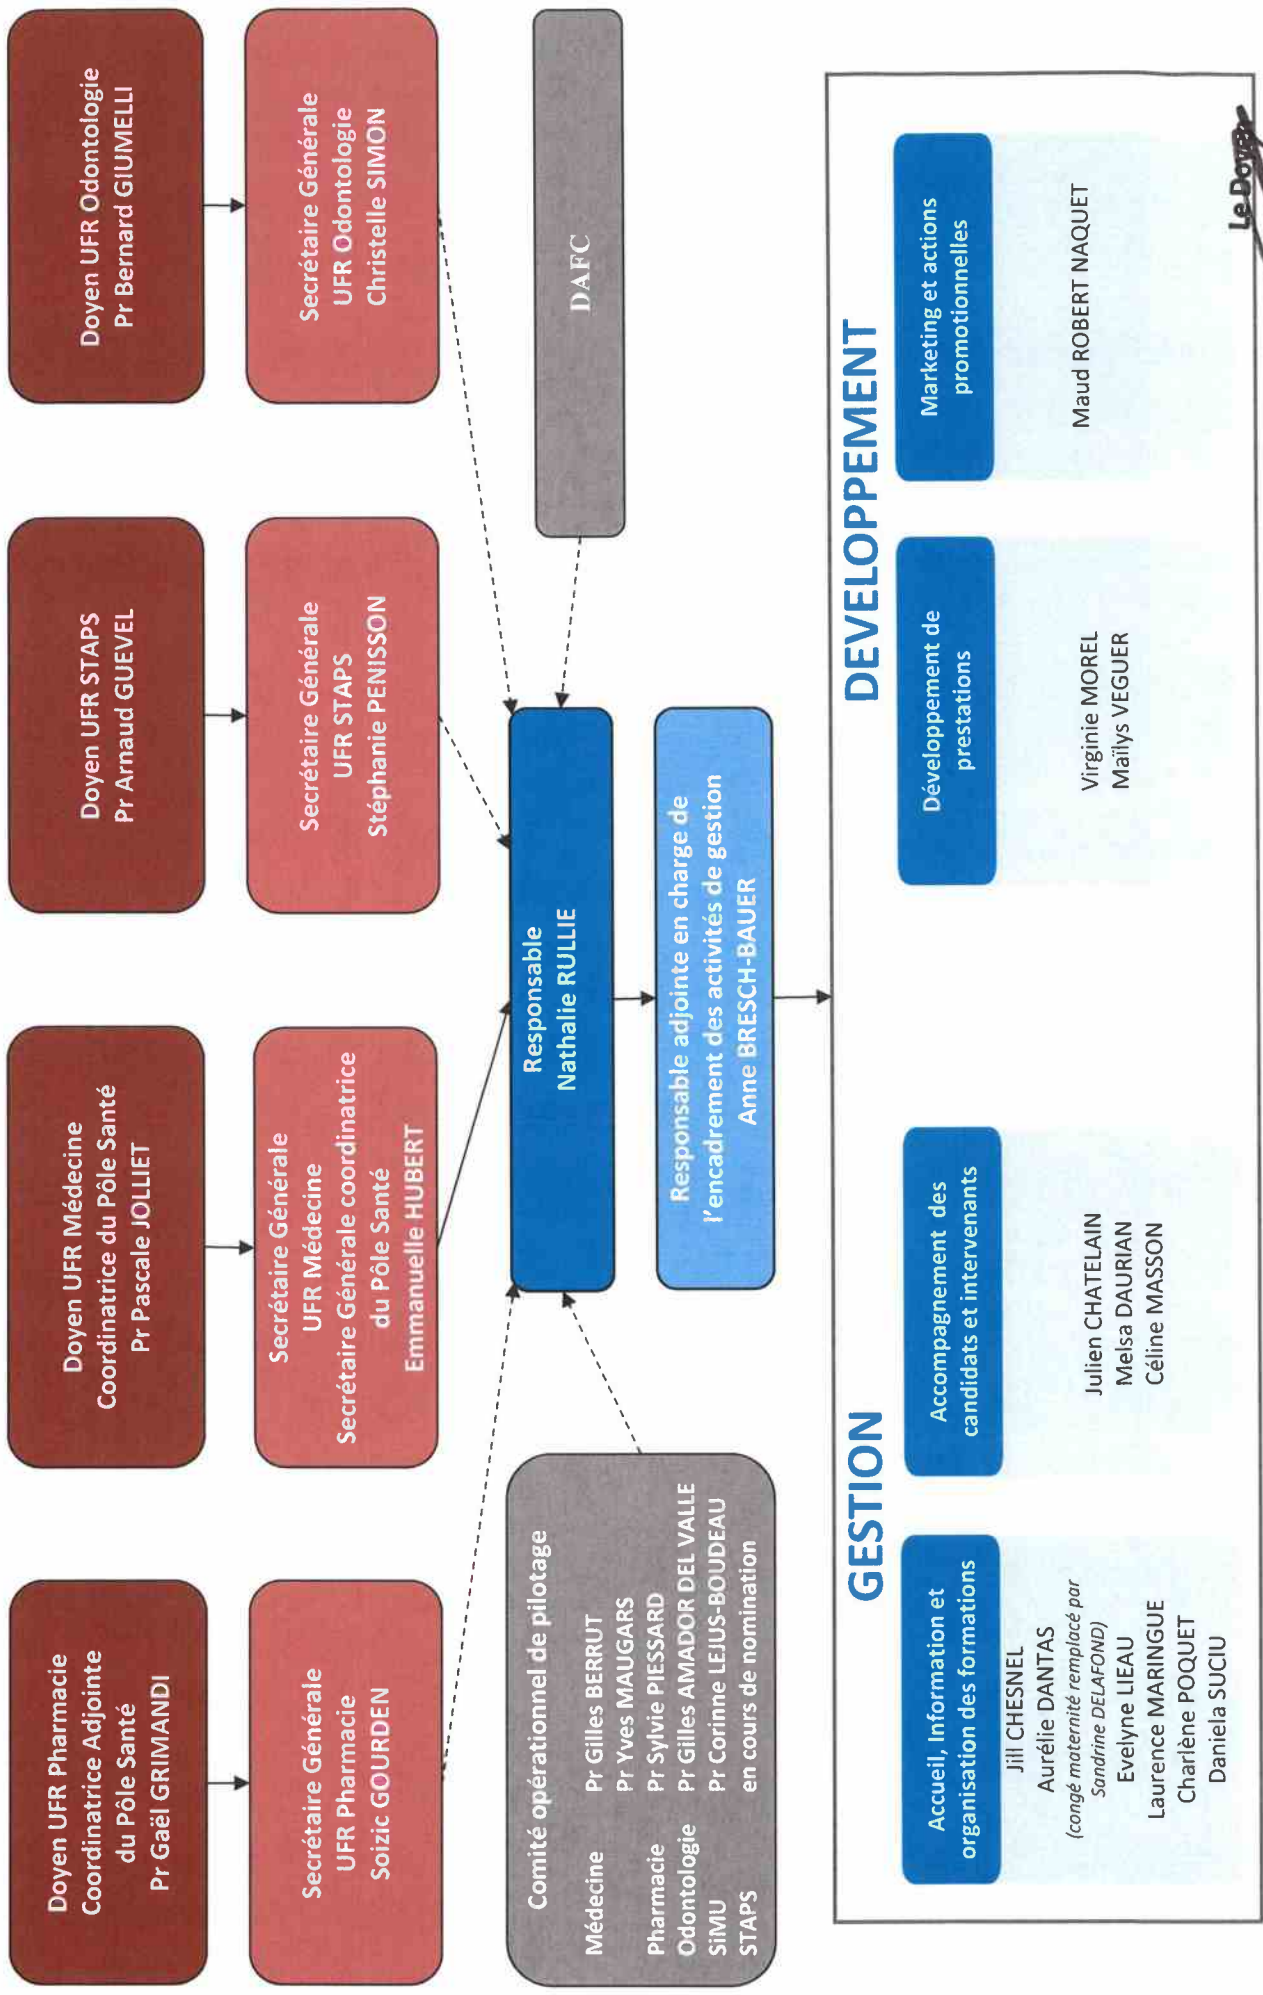 Doyen UFR Pharmacie
Coordinatrice Adjointe
du Pôle Santé
Pr Gaël GRIMANDI
Doyen UFR Médecine
Coordinatrice du Pôle Santé
Pr Pascale JOLLIET
Doyen UFR STAPS
Pr Arnaud GUEVEL
Doyen UFR Odontologie
Pr Bernard GIUMELLI
Secrétaire Générale
UFR Pharmacie
Soizic GOURDEN
Secrétaire Générale
UFR Médecine
Secrétaire Générale coordinatrice
du Pôle Santé
Emmanuelle HUBERT
Secrétaire Générale
UFR STAPS
Stéphanie PENISSON
Secrétaire Générale
UFR Odontologie
Christelle SIMON
Comité opérationnel de pilotage
Médecine Pr Gilles BERRUT
Pr Yves MAUGARS
Pharmacie Pr Sylvie PIESSARD
Odontologie Pr Gilles AMADOR DEL VALLE
SiMU Pr Corinne LEJUS-BOUDEAU
STAPS en cours de nomination
Responsable
Nathalie RULLIE
DAFC
Responsable adjointe en charge de
l'encadrement des activités de gestion
Anne BRESCH-BAUER
GESTION
Accueil, Information et
organisation des formations
Jill CHESNEL
Aurélie DANTAS
(congé maternité remplacé par
Sandrine DELAFOND)
Evelyne LIEAU
Laurence MARINGUE
Charlène POQUET
Daniela SUCIU
Accompagnement des
candidats et intervenants
Julien CHATELAIN
Melsa DAURIAN
Céline MASSON
DEVELOPPEMENT
Développement de
prestations
Virginie MOREL
Maïlys VEGUER
Marketing et actions
promotionnelles
Maud ROBERT NAQUET
Le Doyen